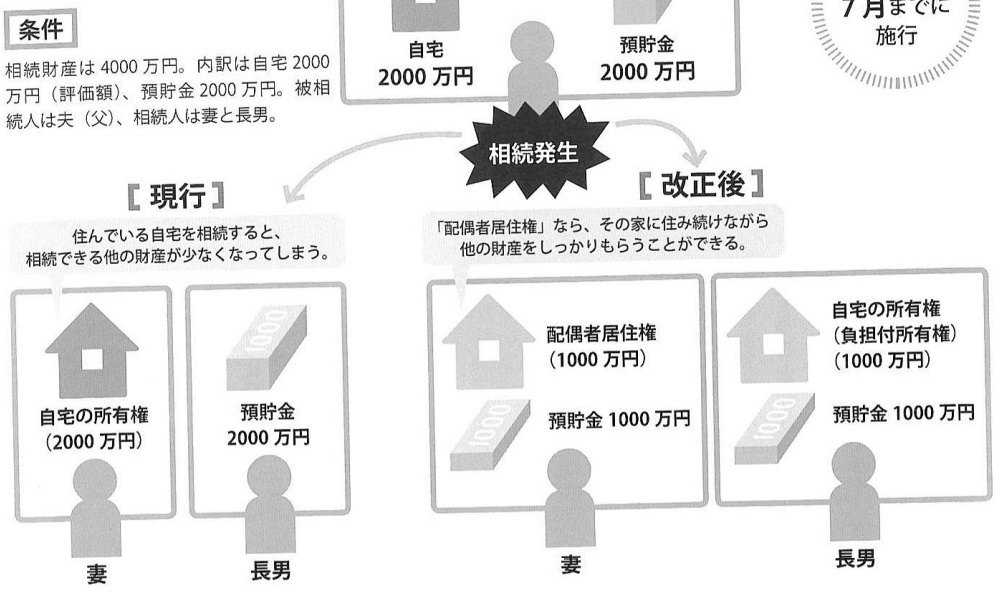 条件
相続財産は 4000 万円。内訳は自宅 2000
万円（評価額）、預貯金 2000 万円。被相
続人は夫（父）、相続人は妻と長男。
自宅
2000 万円
預貯金
2000 万円
7月までに
施行
相続発生
［現行］
住んでいる自宅を相続すると、
相続できる他の財産が少なくなってしまう。
自宅の所有権
（2000 万円）
妻
1000
預貯金
2000 万円
長男
［改正後］
「配偶者居住権」なら、その家に住み続けながら
他の財産をしっかりもらうことができる。
配偶者居住権
（1000 万円）
1000
預貯金 1000 万円
妻
自宅の所有権
（負担付所有権）
（1000 万円）
1000
預貯金 1000 万円
長男